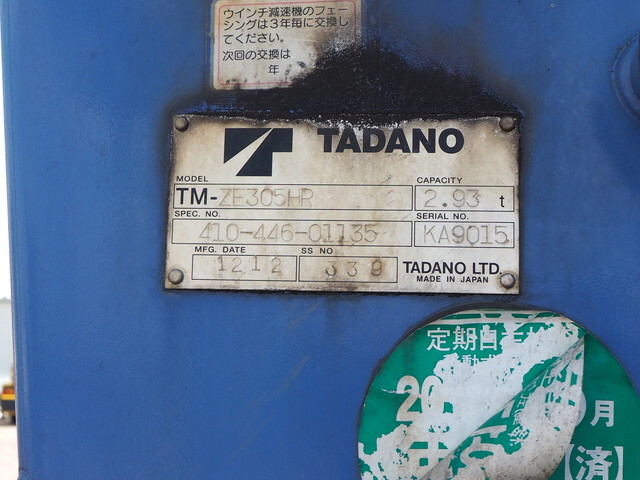 ウインチ減速機のフェー
シングは3年毎に交換し
てください。
次回の交換は
年
TADANO
MODEL
CAPACITY
TM-ZE305HR
2.93 t
SPEC. NO.
SERIAL NO.
410-446-01135
KA9015
MFG. DATE
SS NO
1212
339
TADANO LTD.
MADE IN JAPAN
定期自主検
20
月
【済】